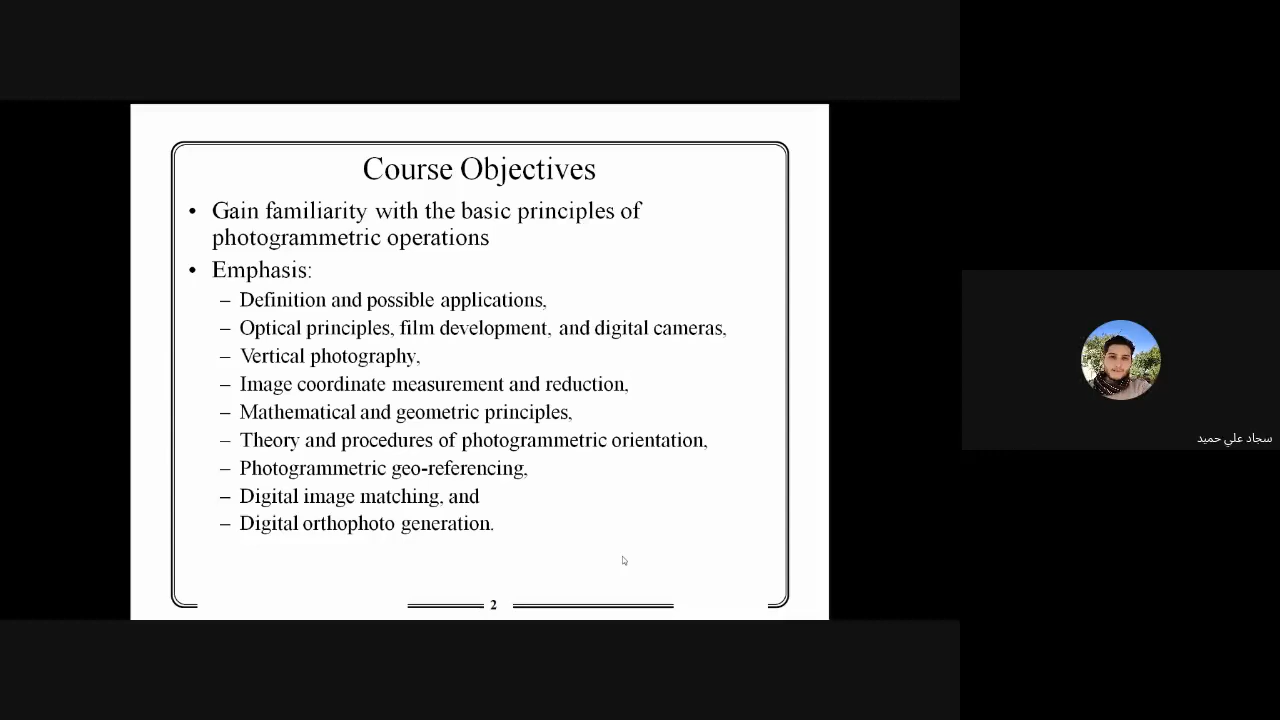 Course Objectives
• Gain familiarity with the basic principles of
photogrammetric operations
• Emphasis:
– Definition and possible applications,
– Optical principles, film development, and digital cameras,
– Vertical photography,
– Image coordinate measurement and reduction,
– Mathematical and geometric principles,
– Theory and procedures of photogrammetric orientation,
– Photogrammetric geo-referencing,
– Digital image matching, and
– Digital orthophoto generation.
2
سجاد علي حميد